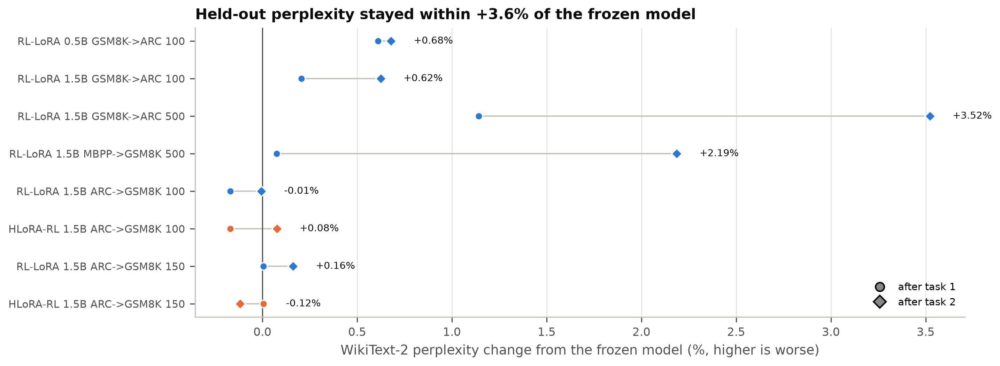 Held-out perplexity stayed within +3.6% of the frozen model
RL-LoRA 0.5B GSM8K->ARC 100
+0.68%
RL-LoRA 1.5B GSM8K->ARC 100
+0.62%
RL-LoRA 1.5B GSM8K->ARC 500
+3.52%
RL-LoRA 1.5B MBPP->GSM8K 500
+2.19%
RL-LoRA 1.5B ARC->GSM8K 100
-0.01%
HLoRA-RL 1.5B ARC->GSM8K 100
+0.08%
RL-LoRA 1.5B ARC->GSM8K 150
+0.16%
HLoRA-RL 1.5B ARC->GSM8K 150
-0.12%
after task 1
after task 2
0.0 0.5 1.0 1.5 2.0 2.5 3.0 3.5
WikiText-2 perplexity change from the frozen model (%, higher is worse)